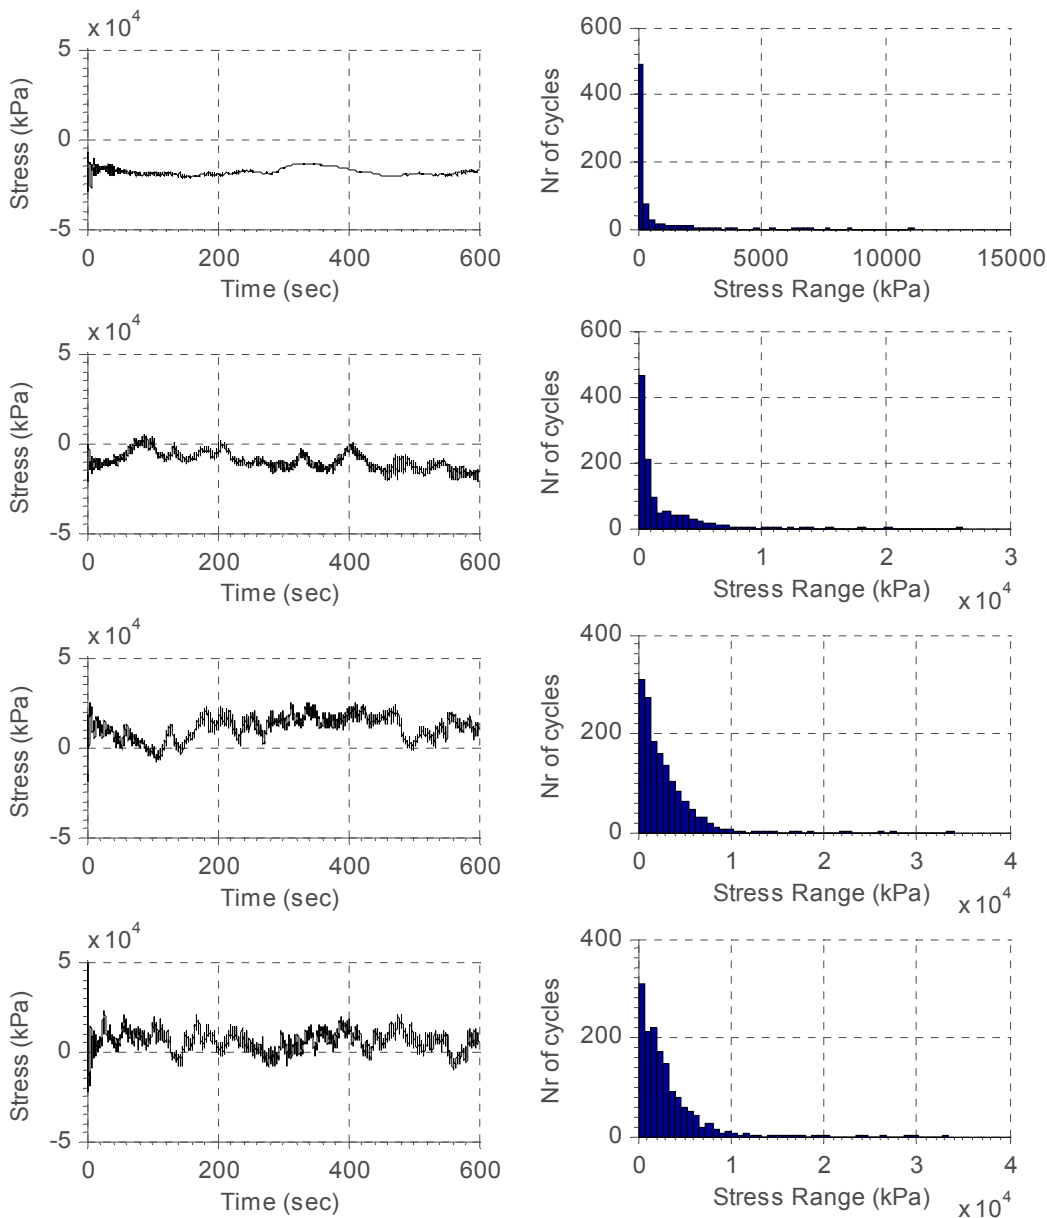 x 10^4
5
0
-5
Stress (kPa)
0 200 400 600
Time (sec)
600
400
200
0
Nr of cycles
0 5000 10000 15000
Stress Range (kPa)
x 10^4
5
0
-5
Stress (kPa)
0 200 400 600
Time (sec)
600
400
200
0
Nr of cycles
0 1 2 3
Stress Range (kPa)
x 10^4
x 10^4
5
0
-5
Stress (kPa)
0 200 400 600
Time (sec)
400
200
0
Nr of cycles
0 1 2 3 4
Stress Range (kPa)
x 10^4
x 10^4
5
0
-5
Stress (kPa)
0 200 400 600
Time (sec)
400
200
0
Nr of cycles
0 1 2 3 4
Stress Range (kPa)
x 10^4